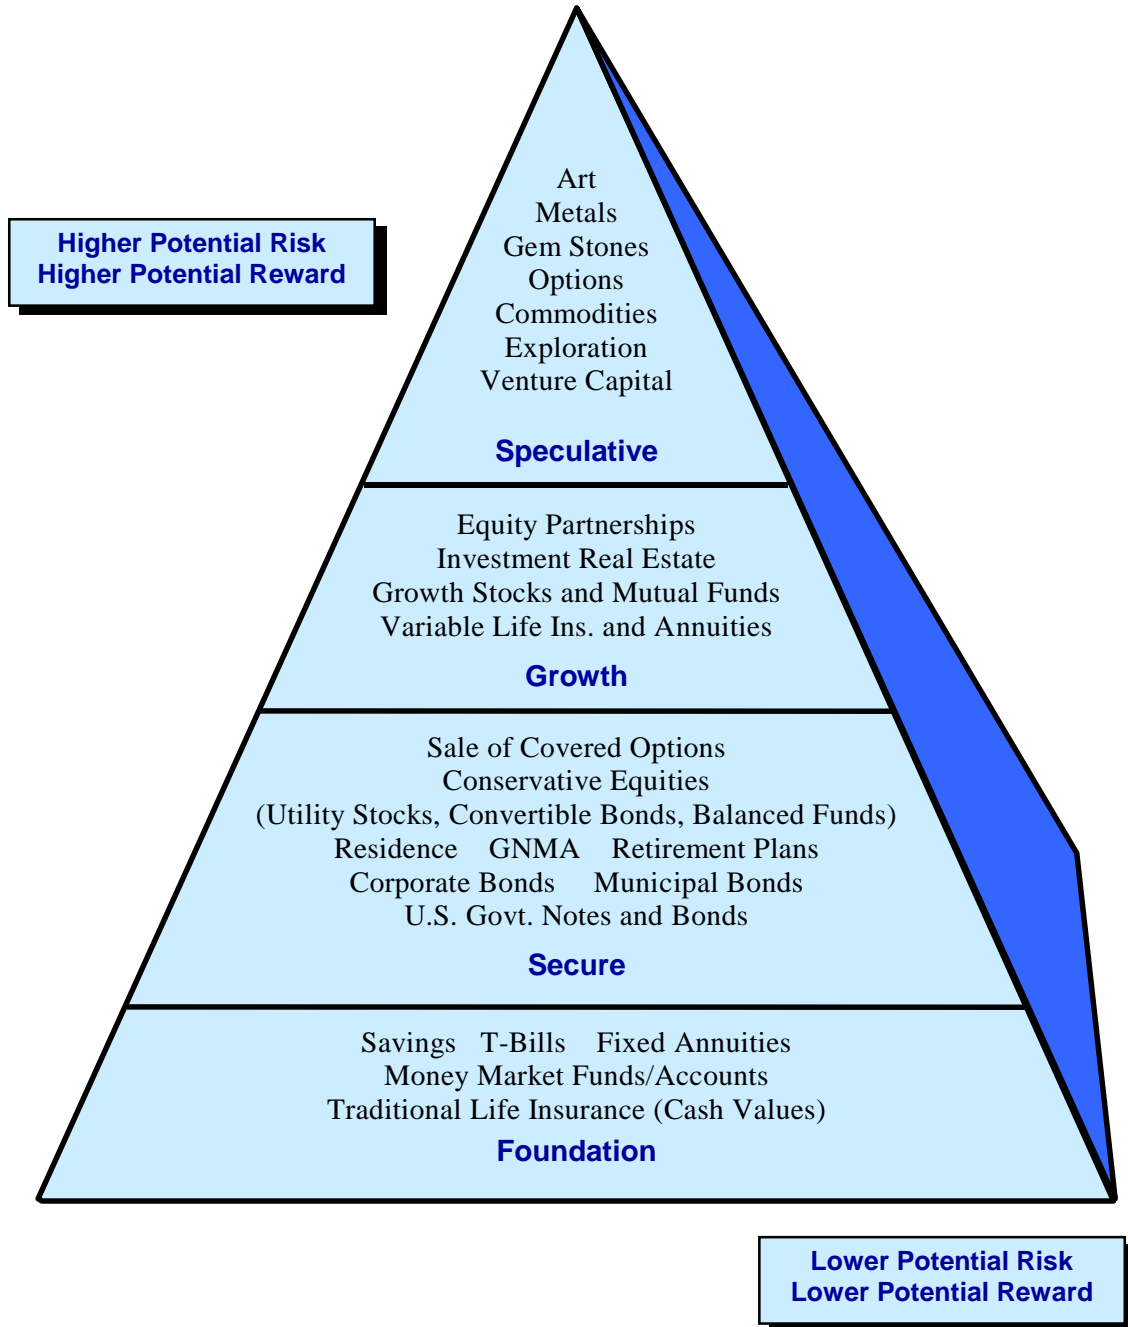 Art
Metals
Higher Potential Risk
Higher Potential Reward
Gem Stones
Options
Commodities
Exploration
Venture Capital
Speculative
Equity Partnerships
Investment Real Estate
Growth Stocks and Mutual Funds
Variable Life Ins. and Annuities
Growth
Sale of Covered Options
Conservative Equities
(Utility Stocks, Convertible Bonds, Balanced Funds)
Residence GNMA Retirement Plans
Corporate Bonds Municipal Bonds
U.S. Govt. Notes and Bonds
Secure
Savings T-Bills Fixed Annuities
Money Market Funds/Accounts
Traditional Life Insurance (Cash Values)
Foundation
Lower Potential Risk
Lower Potential Reward